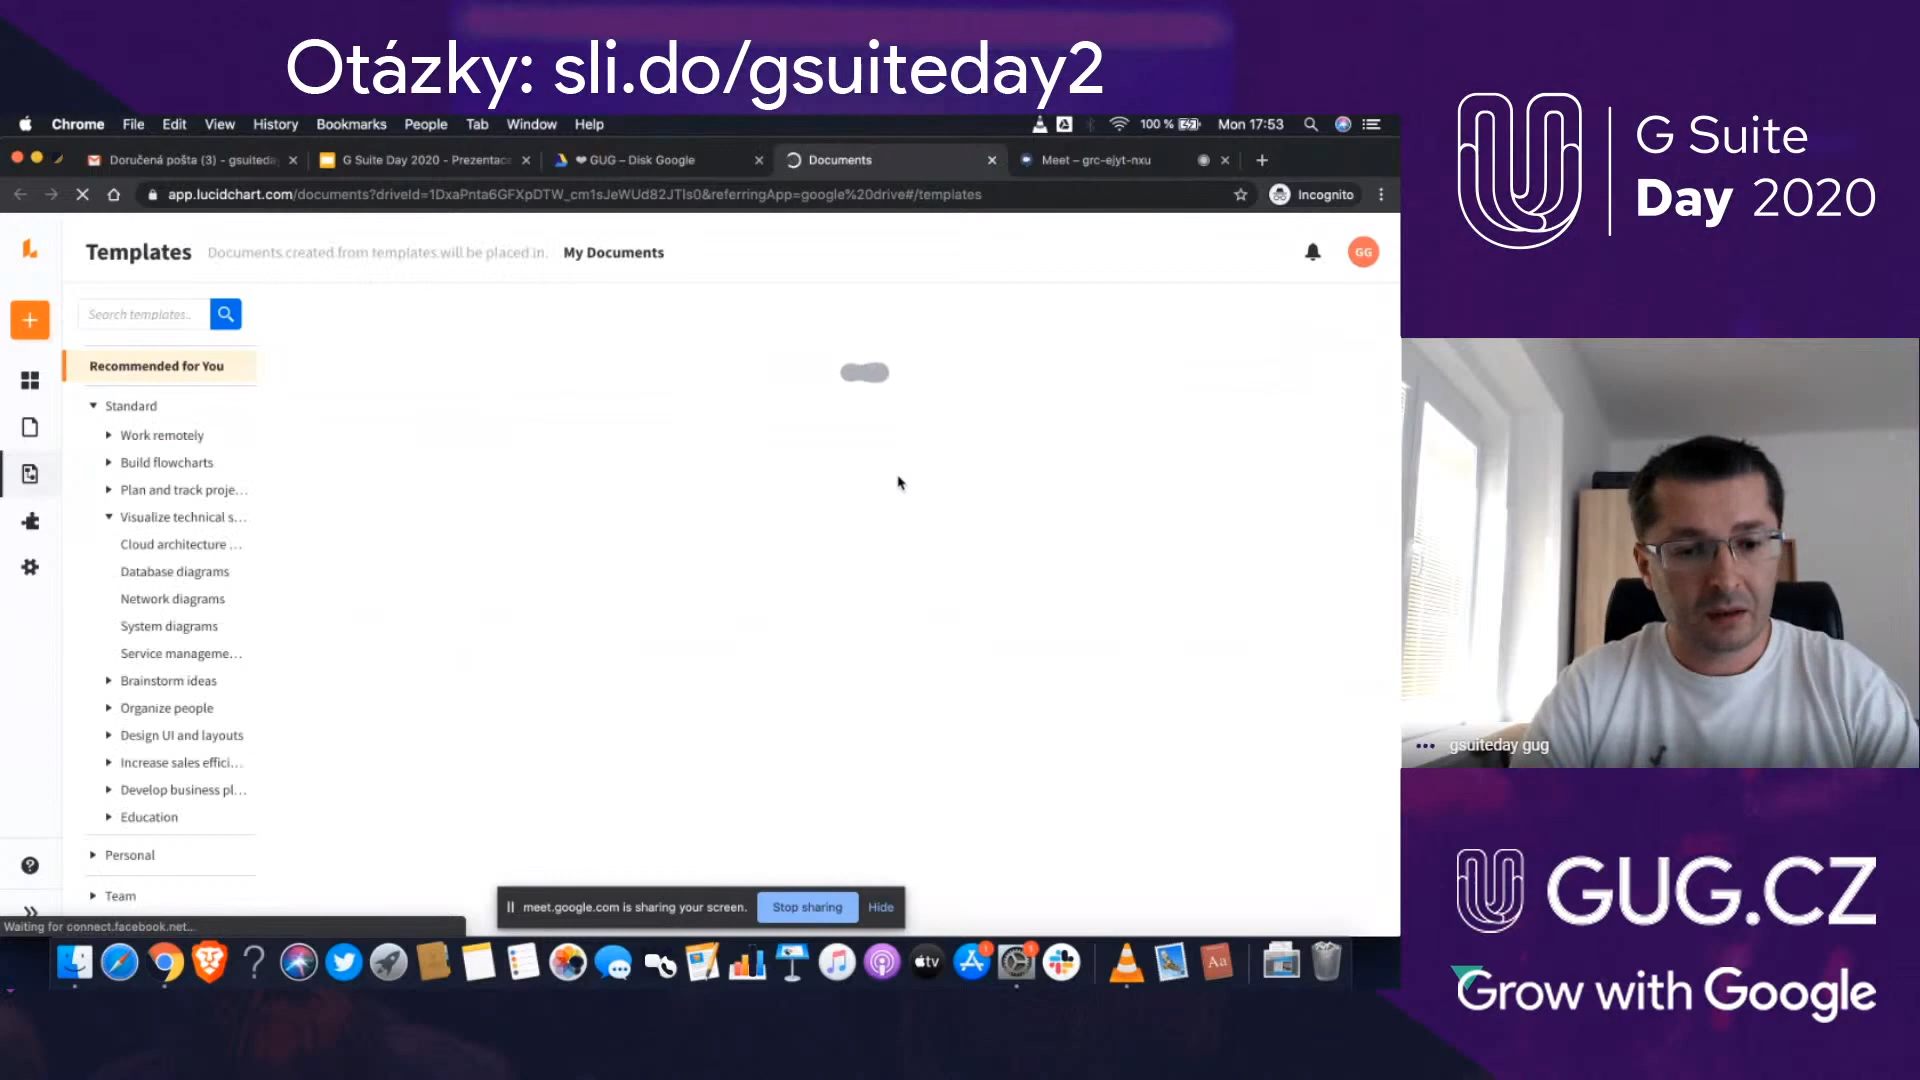 Otázky: sli.do/gsuiteday2
Chrome File Edit View History Bookmarks People Tab Window Help
100 % Mon 17:53
Doručená pošta (3) - gsuiteda
G Suite Day 2020 - Prezentac
❤ GUG – Disk Google
Documents
Meet – grc-ejyt-nxu
app.lucidchart.com/documents?driveId=1DxaPnta6GFXpDTW_cm1sJeWUd82JTIs0&referringApp=google%20drive#/templates
Incognito
Templates Documents created from templates will be placed in. My Documents
GG
Search templates..
Recommended for You
Standard
Work remotely
Build flowcharts
Plan and track proje...
Visualize technical s...
Cloud architecture ...
Database diagrams
Network diagrams
System diagrams
Service manageme...
Brainstorm ideas
Organize people
Design UI and layouts
Increase sales effici...
Develop business pl...
Education
Personal
Team
meet.google.com is sharing your screen. Stop sharing Hide
Waiting for connect.facebook.net...
tv
Aa
G Suite
Day 2020
gsuiteday gug
GUG.CZ
Grow with Google